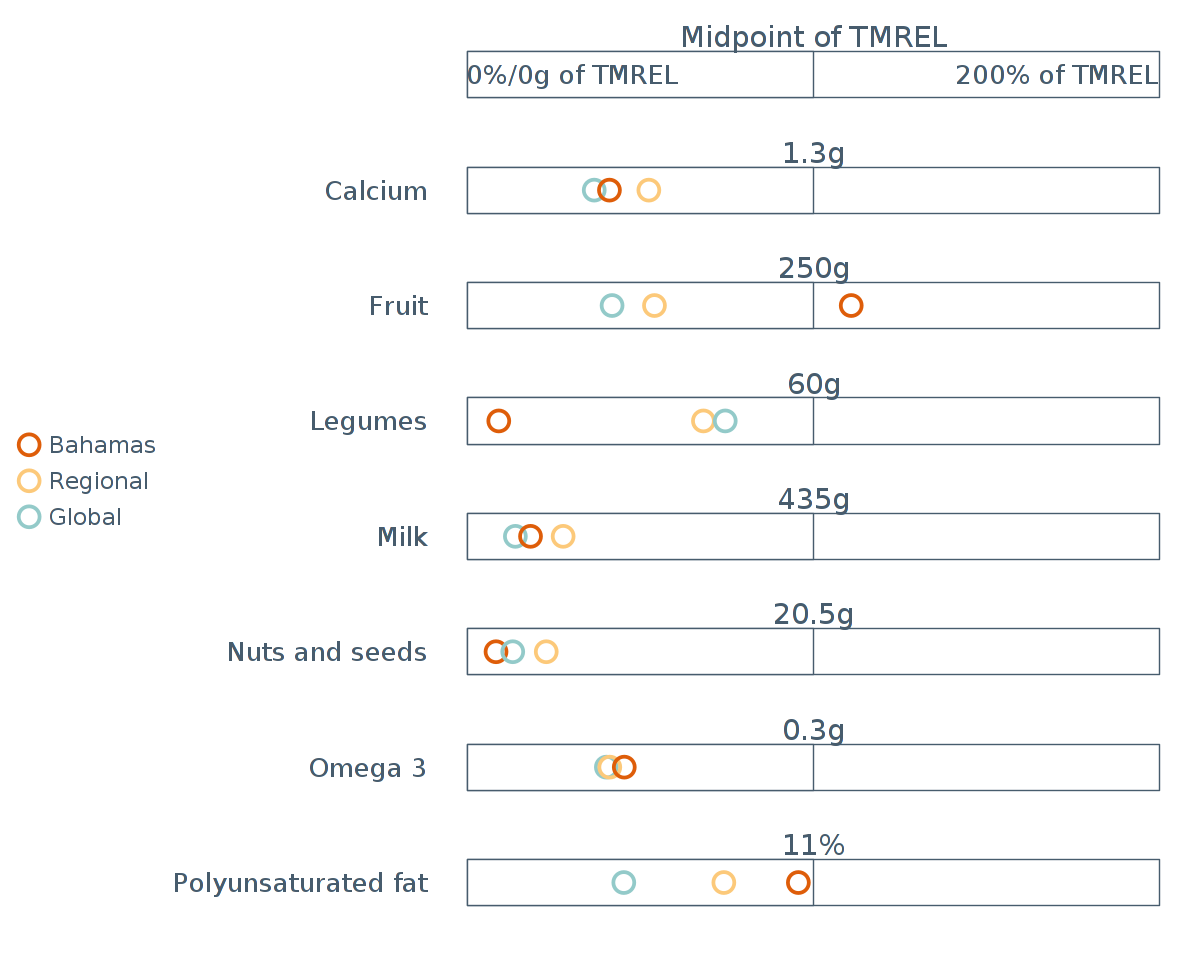 Midpoint of TMREL
0%/0g of TMREL
200% of TMREL
1.3g
Calcium
250g
Fruit
60g
Legumes
Bahamas
Regional
Global
435g
Milk
20.5g
Nuts and seeds
0.3g
Omega 3
11%
Polyunsaturated fat